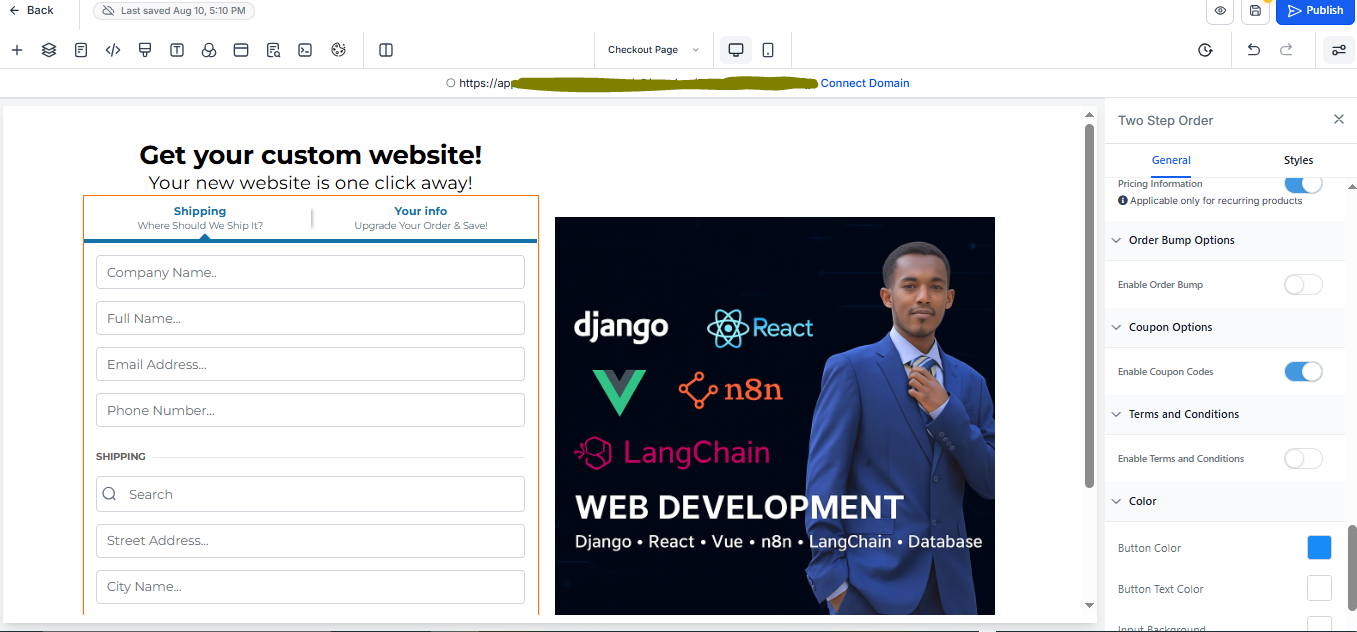 Back
Last saved Aug 10, 5:10 PM
Publish
Checkout Page
https://app
Connect Domain
Get your custom website!
Your new website is one click away!
Shipping
Where Should We Ship It?
Your info
Upgrade Your Order & Save!
Company Name..
Full Name...
Email Address...
Phone Number...
SHIPPING
Search
Street Address...
City Name...
django
React
n8n
LangChain
WEB DEVELOPMENT
Django • React • Vue • n8n • LangChain • Database
Two Step Order
General
Styles
Pricing Information
Applicable only for recurring products
Order Bump Options
Enable Order Bump
Coupon Options
Enable Coupon Codes
Terms and Conditions
Enable Terms and Conditions
Color
Button Color
Button Text Color
Input Background